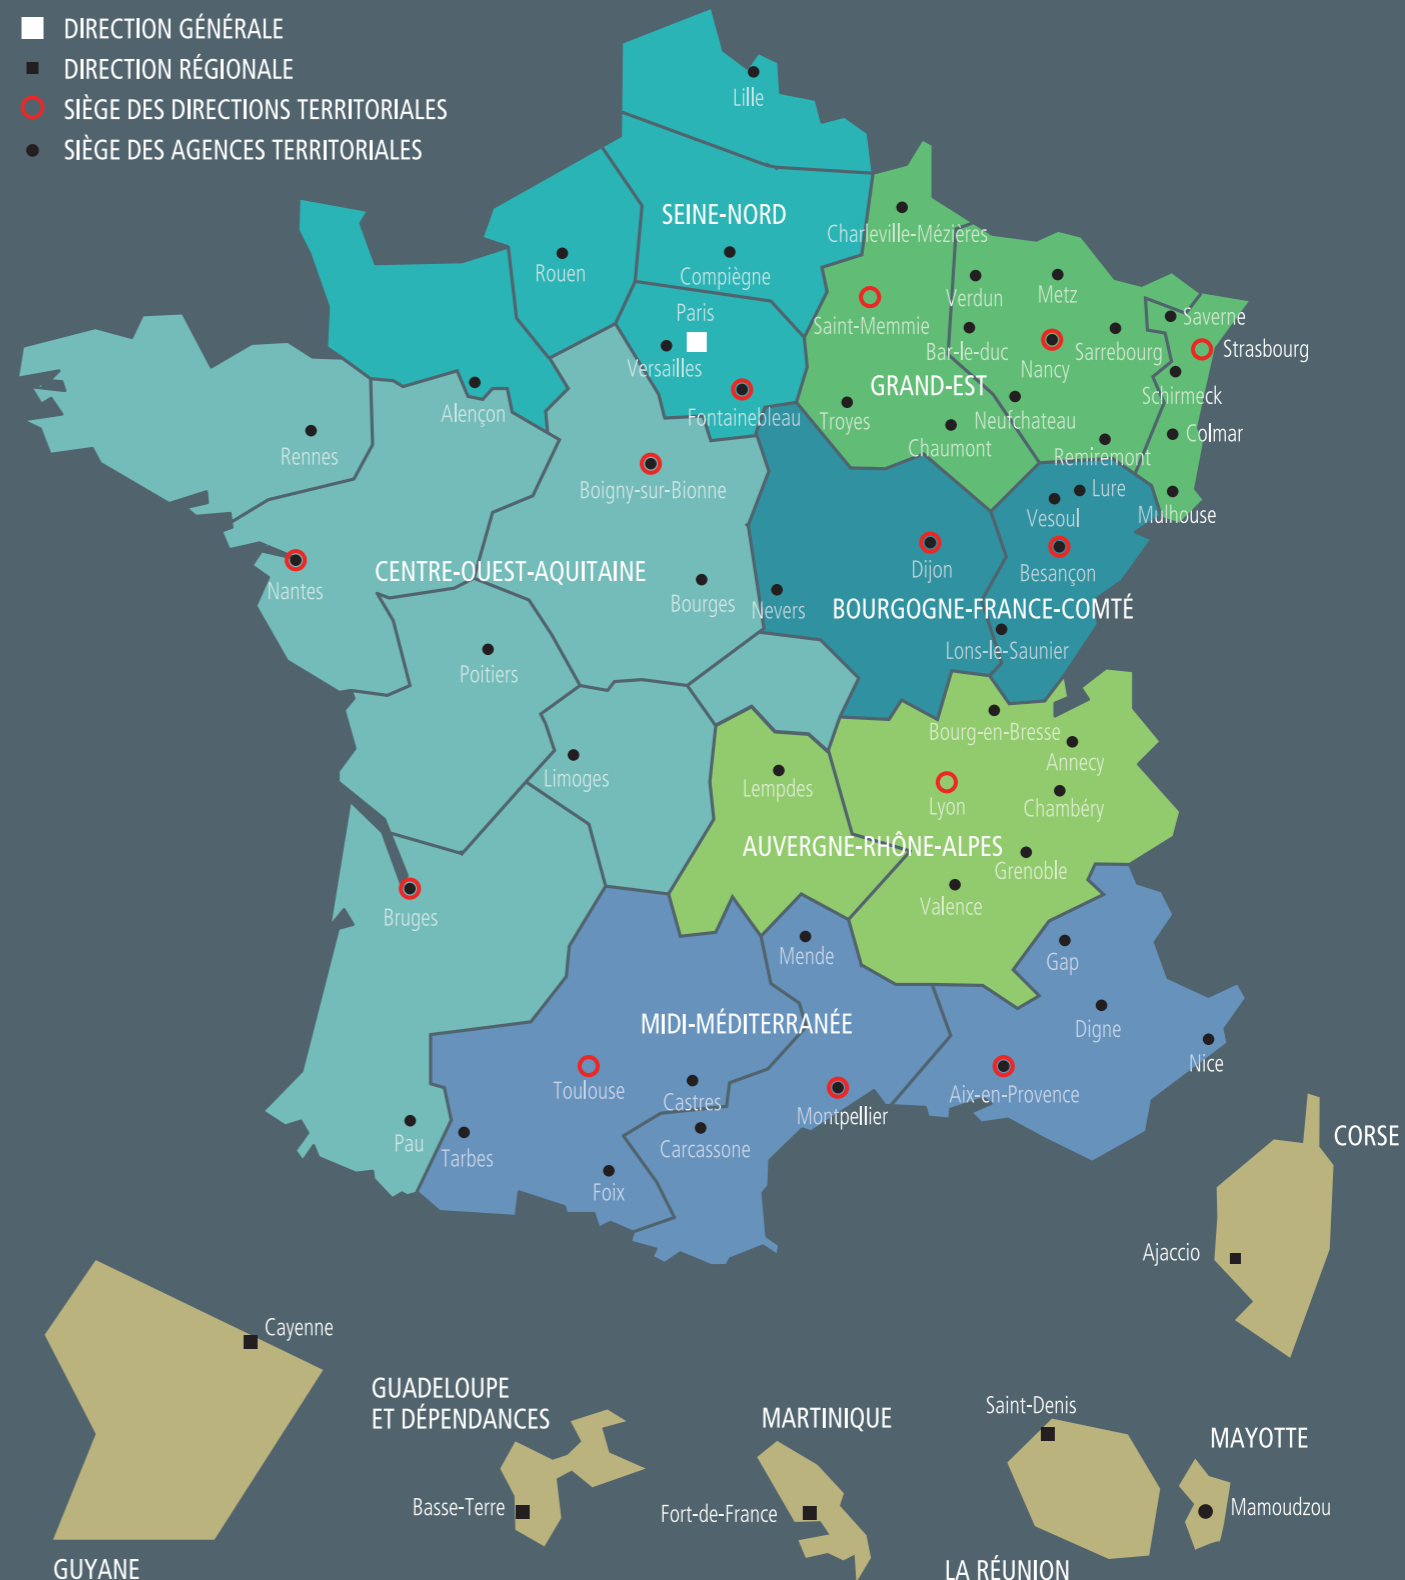 DIRECTION GÉNÉRALE
DIRECTION RÉGIONALE
SIÈGE DES DIRECTIONS TERRITORIALES
SIÈGE DES AGENCES TERRITORIALES
Lille
SEINE-NORD
Rouen
Compiègne
Paris
Versailles
Fontainebleau
Alençon
Charleville-Mézières
Saint-Memmie
Verdun
Metz
Bar-le-duc
Nancy
Sarrebourg
Saverne
Strasbourg
GRAND-EST
Schirmeck
Troyes
Chaumont
Neufchateau
Remiremont
Colmar
Mulhouse
Rennes
Boigny-sur-Bionne
Nantes
CENTRE-OUEST-AQUITAINE
Bourges
Poitiers
Limoges
Bruges
Pau
Lure
Vesoul
Dijon
Besançon
Nevers
BOURGOGNE-FRANCE-COMTÉ
Lons-le-Saunier
Bourg-en-Bresse
Annecy
Lempdes
Lyon
Chambéry
AUVERGNE-RHÔNE-ALPES
Grenoble
Valence
Mende
Gap
MIDI-MÉDITERRANÉE
Digne
Nice
Toulouse
Castres
Montpellier
Aix-en-Provence
Tarbes
Carcassone
Foix
CORSE
Ajaccio
Cayenne
GUYANE
GUADELOUPE
ET DÉPENDANCES
Basse-Terre
MARTINIQUE
Fort-de-France
Saint-Denis
LA RÉUNION
MAYOTTE
Mamoudzou